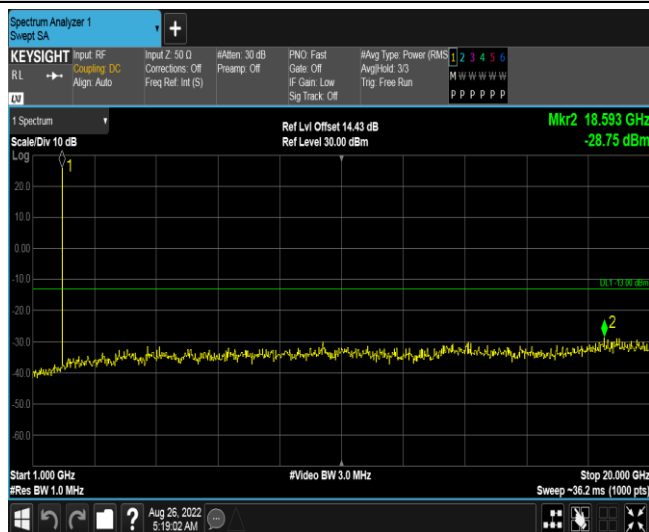 Spectrum Analyzer 1
Swept SA
+
KEYSIGHT
RL
LXI
Input: RF
Coupling: DC
Align: Auto
Input Z: 50 Ω
Corrections: Off
Freq Ref: Int (S)
#Atten: 30 dB
Preamp: Off
PNO: Fast
Gate: Off
IF Gain: Low
Sig Track: Off
#Avg Type: Power (RMS
Avg|Hold: 3/3
Trig: Free Run
1 2 3 4 5 6
M W W W W W
P P P P P P
1 Spectrum
Scale/Div 10 dB
Log
Ref Lvl Offset 14.43 dB
Ref Level 30.00 dBm
Mkr2 18.593 GHz
-28.75 dBm
1
20.0
10.0
0.00
-10.0
DL1 -13.00 dBm
-20.0
2
-30.0
-40.0
-50.0
-60.0
Start 1.000 GHz
#Res BW 1.0 MHz
#Video BW 3.0 MHz
Stop 20.000 GHz
Sweep ~36.2 ms (1000 pts)
?
Aug 26, 2022
5:19:02 AM